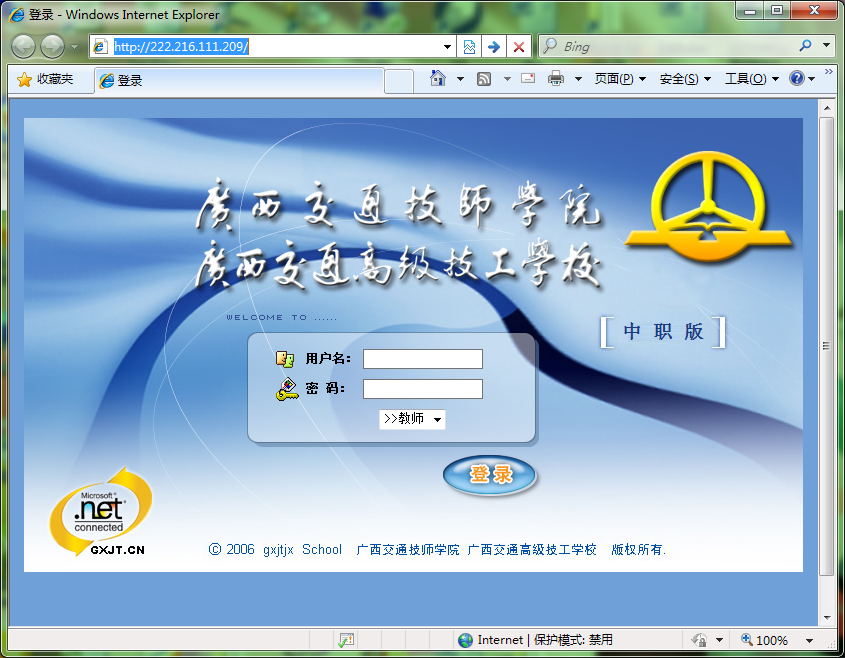 登录 - Windows Internet Explorer
http://222.216.111.209/
Bing
收藏夹
登录
页面(P)
安全(S)
工具(O)
»
廣西交通技師學院
廣西交通高级技工学校
WELCOME TO ......
[中职版]
用户名:
密 码:
>>教师
登录
Microsoft®
.net
connected
GXJT.CN
© 2006 gxjtjx School 广西交通技师学院 广西交通高级技工学校 版权所有.
Internet | 保护模式: 禁用
100%